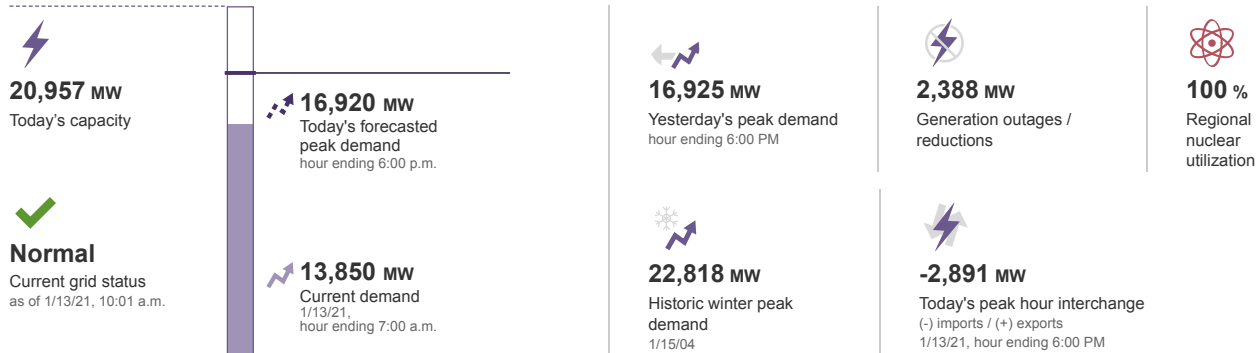 20,957 MW
Today's capacity
Normal
Current grid status
as of 1/13/21, 10:01 a.m.
16,920 MW
Today's forecasted
peak demand
hour ending 6:00 p.m.
13,850 MW
Current demand
1/13/21,
hour ending 7:00 a.m.
16,925 MW
Yesterday's peak demand
hour ending 6:00 PM
2,388 MW
Generation outages /
reductions
100 %
Regional
nuclear
utilization
22,818 MW
Historic winter peak
demand
1/15/04
-2,891 MW
Today's peak hour interchange
(-) imports / (+) exports
1/13/21, hour ending 6:00 PM